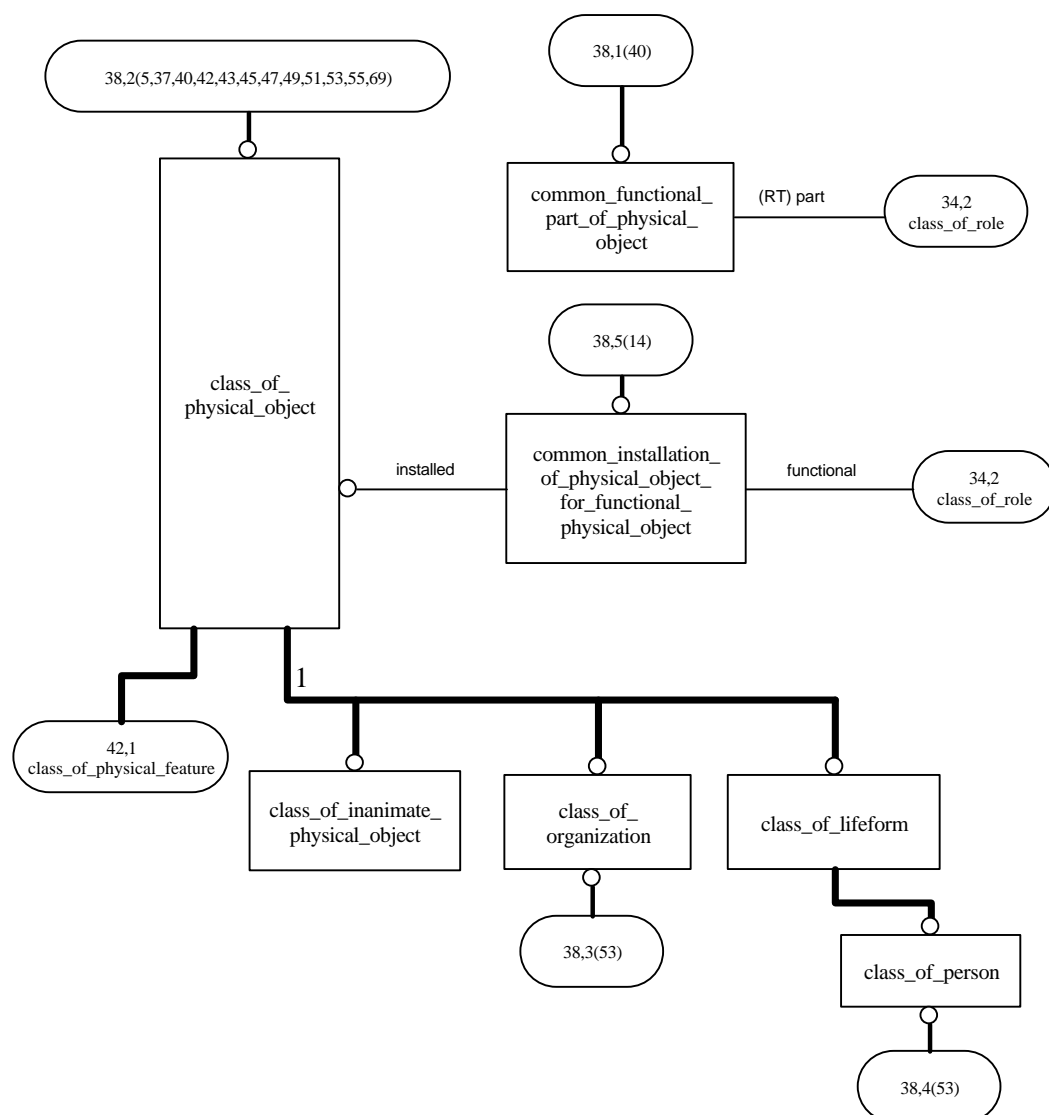 38,2(5,37,40,42,43,45,47,49,51,53,55,69)
38,1(40)
common_functional_
part_of_physical_
object
(RT) part
34,2
class_of_role
38,5(14)
class_of_
physical_object
installed
common_installation_
of_physical_object_
for_functional_
physical_object
functional
34,2
class_of_role
1
42,1
class_of_physical_feature
class_of_inanimate_
physical_object
class_of_
organization
class_of_lifeform
38,3(53)
class_of_person
38,4(53)